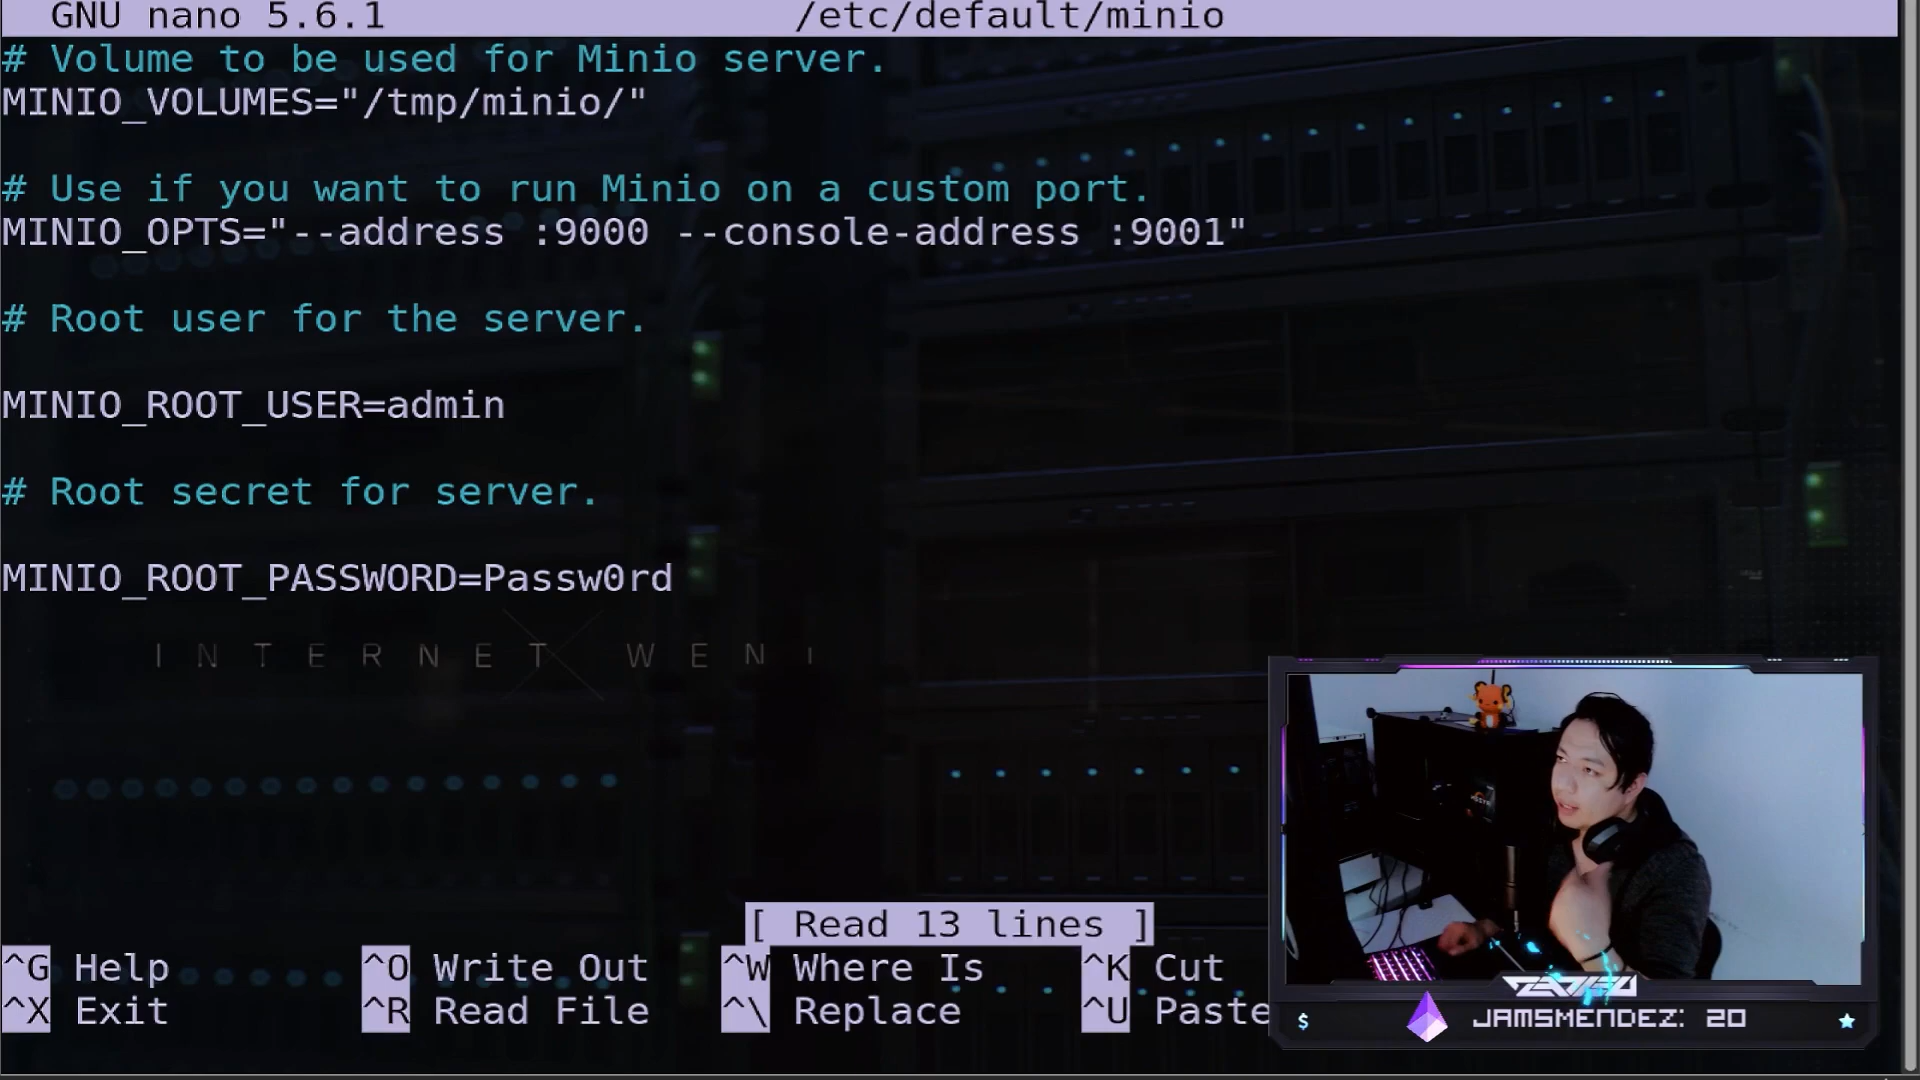 GNU nano 5.6.1 /etc/default/minio
# Volume to be used for Minio server.
MINIO_VOLUMES="/tmp/minio/"
# Use if you want to run Minio on a custom port.
MINIO_OPTS="--address :9000 --console-address :9001"
# Root user for the server.
MINIO_ROOT_USER=admin
# Root secret for server.
MINIO_ROOT_PASSWORD=Passw0rd
INTERNET WEN
[ Read 13 lines ]
^G Help ^O Write Out ^W Where Is ^K Cut
^X Exit ^R Read File ^\ Replace ^U Paste
$ JAMSMENDEZ: 20